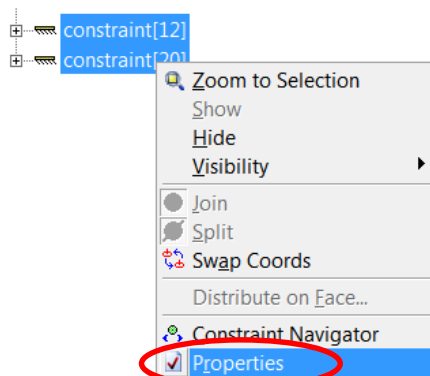 constraint[12]
constraint[20]
Zoom to Selection
Show
Hide
Visibility
Join
Split
Swap Coords
Distribute on Face...
Constraint Navigator
Properties